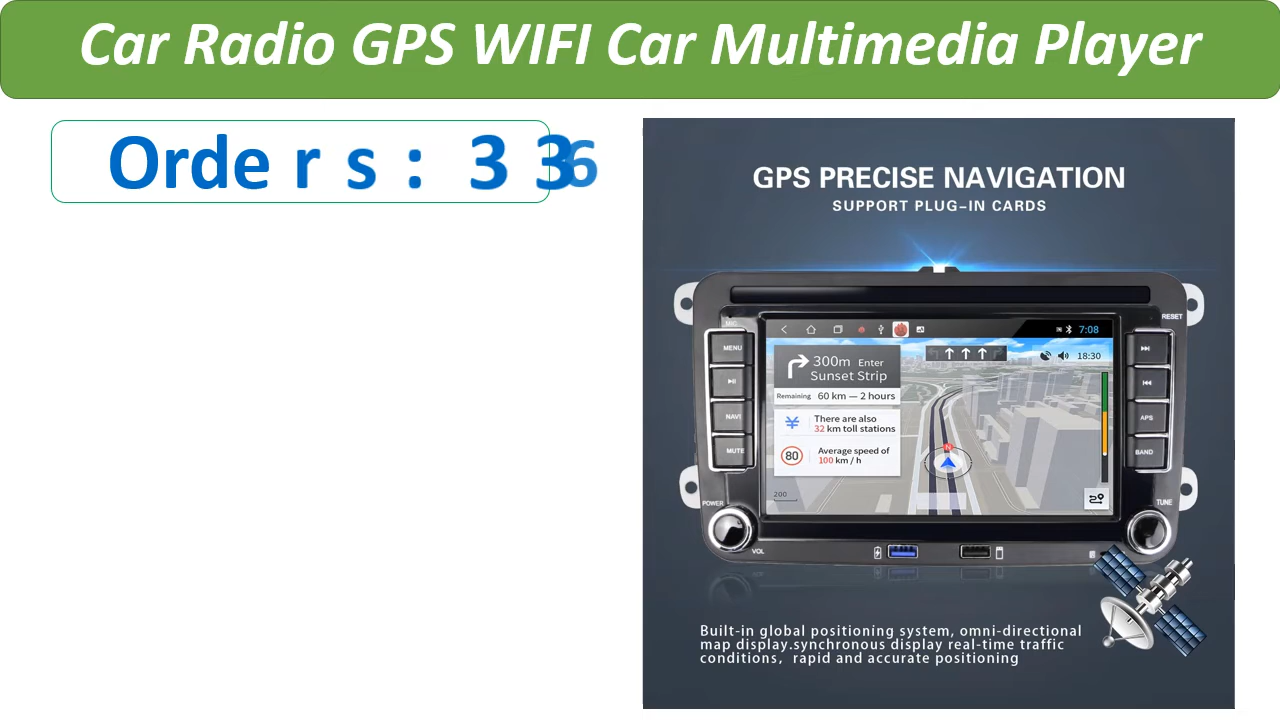 Car Radio GPS WIFI Car Multimedia Player
Orders: 336
GPS PRECISE NAVIGATION
SUPPORT PLUG-IN CARDS
RESET
MIC
7:08
MENU
NAVI
MUTE
POWER
VOL
300m Enter
Sunset Strip
Remaining 60 km — 2 hours
There are also
32 km toll stations
80
Average speed of
100 km / h
200
18:30
N
APS
BAND
TUNE
Built-in global positioning system, omni-directional
map display.synchronous display real-time traffic
conditions, rapid and accurate positioning